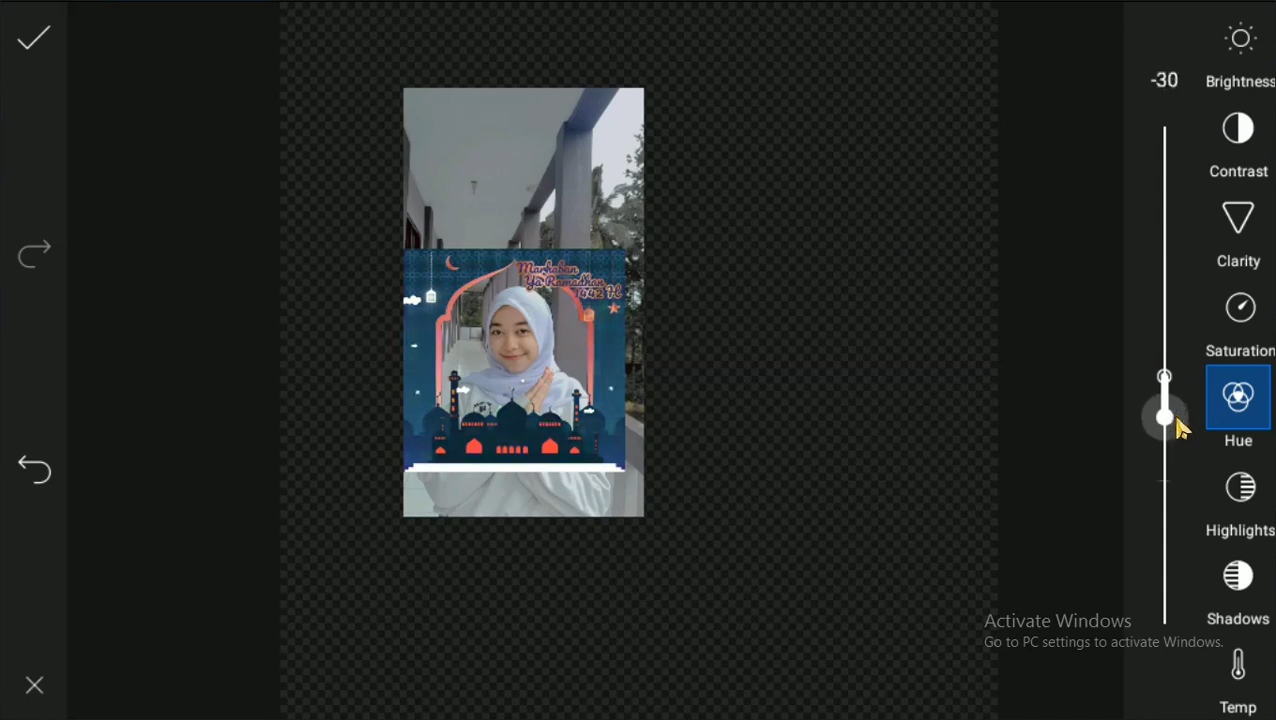 -30
Brightness
Contrast
Clarity
Saturation
Hue
Highlights
Shadows
Temp
Marhaban
Ya Ramadhan
1442 H
Activate Windows
Go to PC settings to activate Windows.